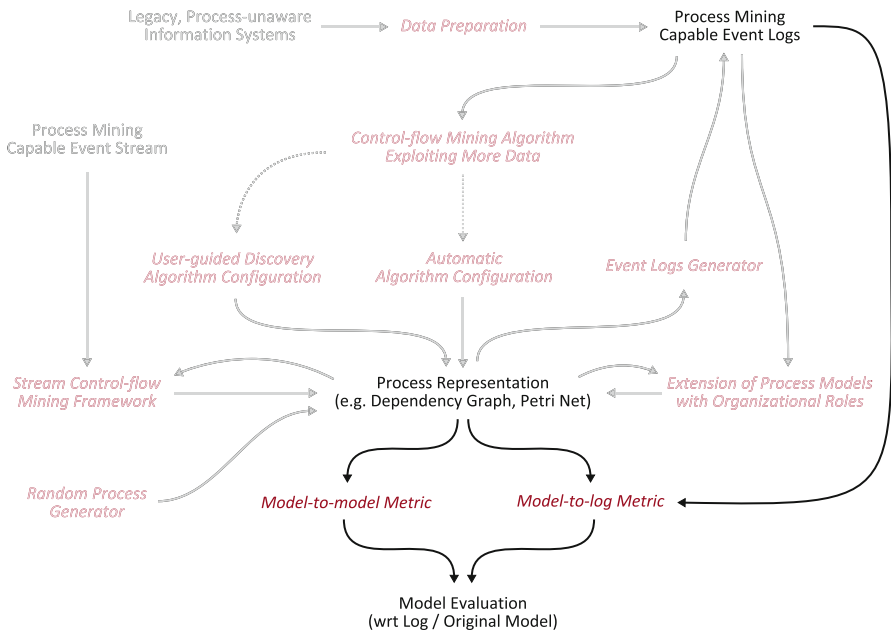 Legacy, Process-unaware
Information Systems
Data Preparation
Process Mining
Capable Event Logs
Process Mining
Capable Event Stream
Control-flow Mining Algorithm
Exploiting More Data
User-guided Discovery
Algorithm Configuration
Automatic
Algorithm Configuration
Event Logs Generator
Stream Control-flow
Mining Framework
Process Representation
(e.g. Dependency Graph, Petri Net)
Extension of Process Models
with Organizational Roles
Random Process
Generator
Model-to-model Metric
Model-to-log Metric
Model Evaluation
(wrt Log / Original Model)